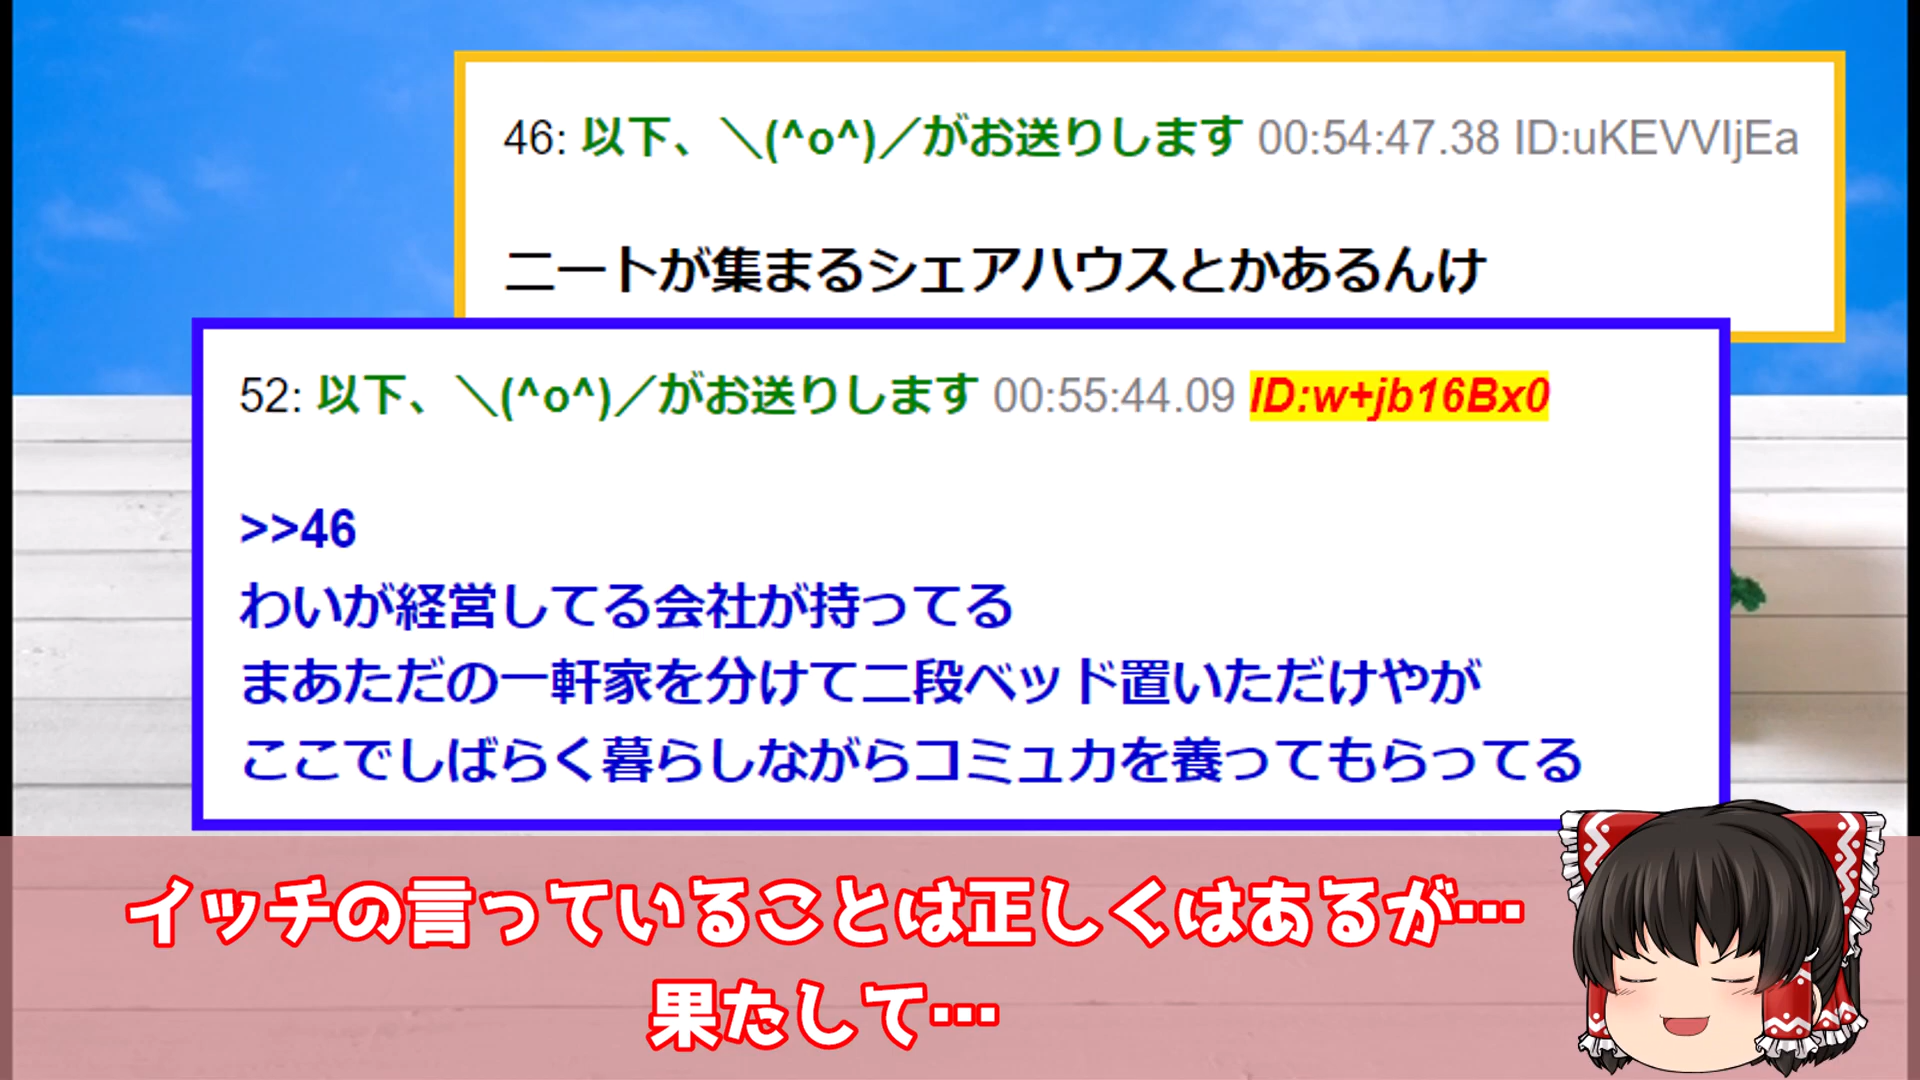 46: 以下、＼(^o^)／がお送りします 00:54:47.38 ID:uKEVVIjEa
ニートが集まるシェアハウスとかあるんけ
52: 以下、＼(^o^)／がお送りします 00:55:44.09 ID:w+jb16Bx0
>>46
わいが経営してる会社が持ってる
まあただの一軒家を分けて二段ベッド置いただけやが
ここでしばらく暮らしながらコミュカを養ってもらってる
イッチの言っていることは正しくはあるが…
果たして…